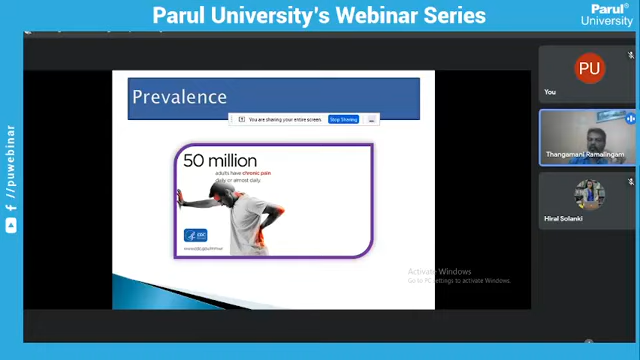 Parul University's Webinar Series
Parul®
University
Prevalence
You are sharing your entire screen
Stop Sharing
50 million
adults have chronic pain
daily or almost daily.
CDC
PU
You
Thangamani Ramalingam
Hiral Solanki
Activate Windows
Go to PC settings to activate Windows.
//puwebinar